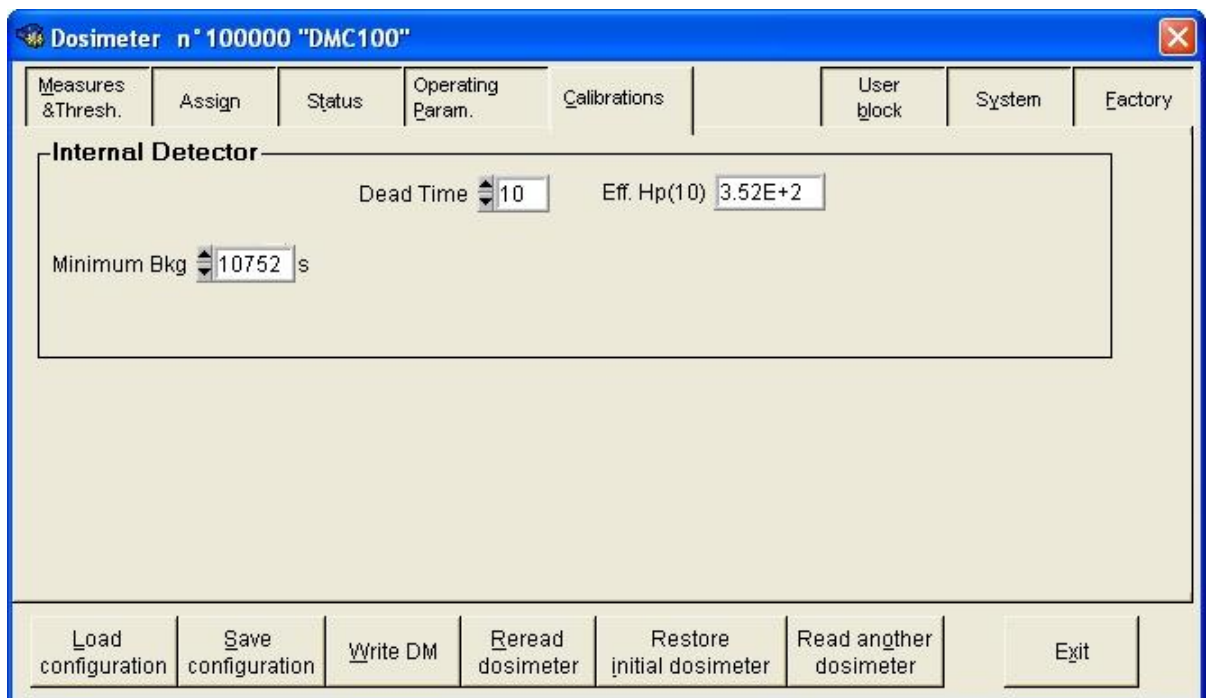 Dosimeter n°100000 "DMC100"
Measures
&Thresh.
Assign
Status
Operating
Param.
Calibrations
User
block
System
Factory
Internal Detector
Dead Time 10 Eff. Hp(10) 3.52E+2
Minimum Bkg 10752 s
Load
configuration
Save
configuration
Write DM
Reread
dosimeter
Restore
initial dosimeter
Read another
dosimeter
Exit